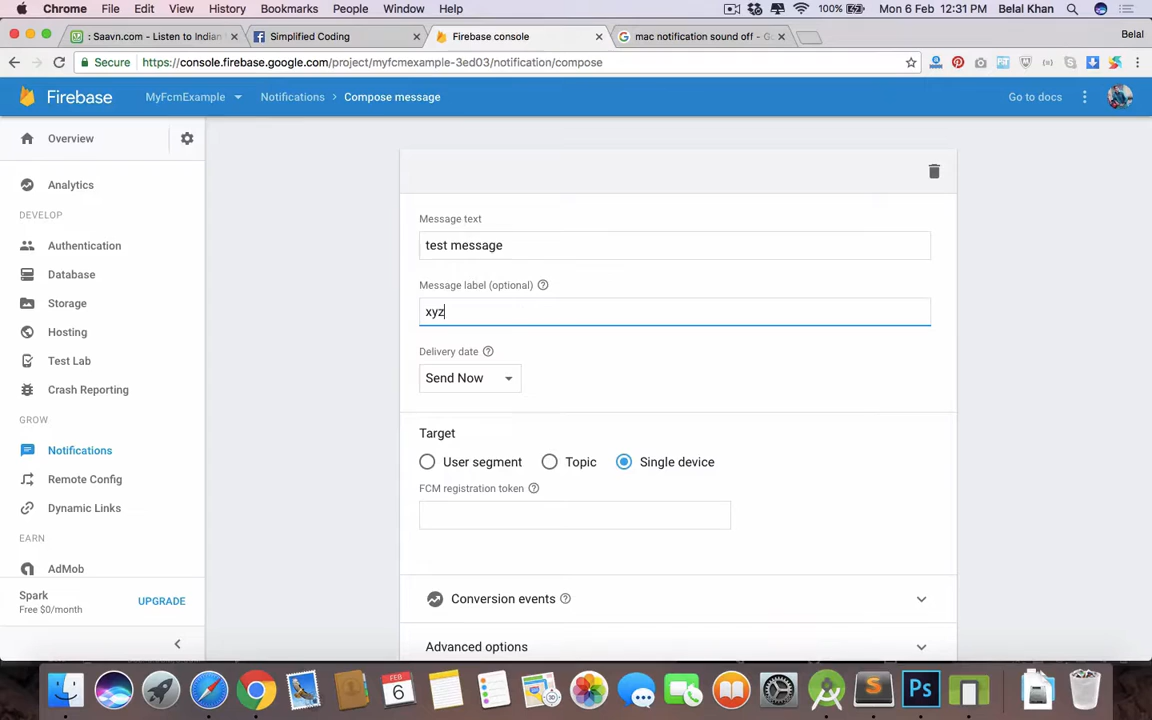 Chrome File Edit View History Bookmarks People Window Help 100% Mon 6 Feb 12:31 PM Belal Khan
: Saavn.com - Listen to Indian Simplified Coding Firebase console mac notification sound off - Go Belal
Secure https://console.firebase.google.com/project/myfcmexample-3ed03/notification/compose
Firebase MyFcmExample Notifications > Compose message Go to docs
Overview
Analytics
DEVELOP
Authentication
Database
Storage
Hosting
Test Lab
Crash Reporting
GROW
Notifications
Remote Config
Dynamic Links
EARN
AdMob
Spark
Free $0/month
UPGRADE
Message text
test message
Message label (optional)
xyz
Delivery date
Send Now
Target
User segment Topic Single device
FCM registration token
Conversion events
Advanced options
FEB
6
Ps